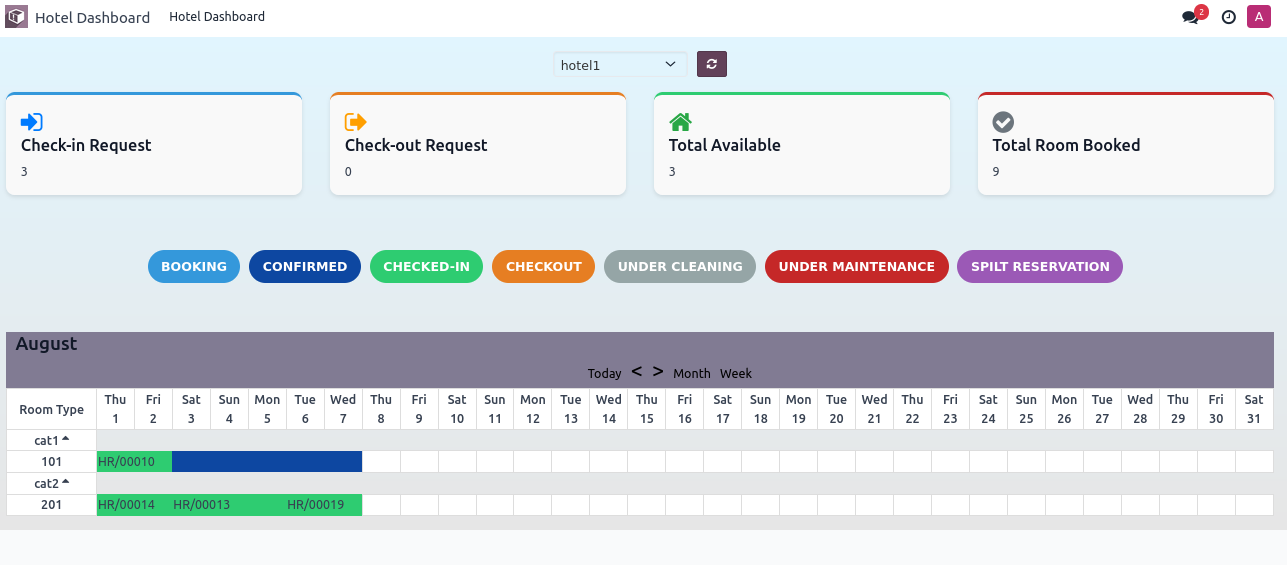 Hotel Dashboard Hotel Dashboard 2 A
hotel1
Check-in Request Check-out Request Total Available Total Room Booked
3 0 3 9
BOOKING CONFIRMED CHECKED-IN CHECKOUT UNDER CLEANING UNDER MAINTENANCE SPILT RESERVATION
August
Today < > Month Week
Room Type Thu Fri Sat Sun Mon Tue Wed Thu Fri Sat Sun Mon Tue Wed Thu Fri Sat Sun Mon Tue Wed Thu Fri Sat Sun Mon Tue Wed Thu Fri Sat
1 2 3 4 5 6 7 8 9 10 11 12 13 14 15 16 17 18 19 20 21 22 23 24 25 26 27 28 29 30 31
cat1
101 HR/00010
cat2
201 HR/00014 HR/00013 HR/00019